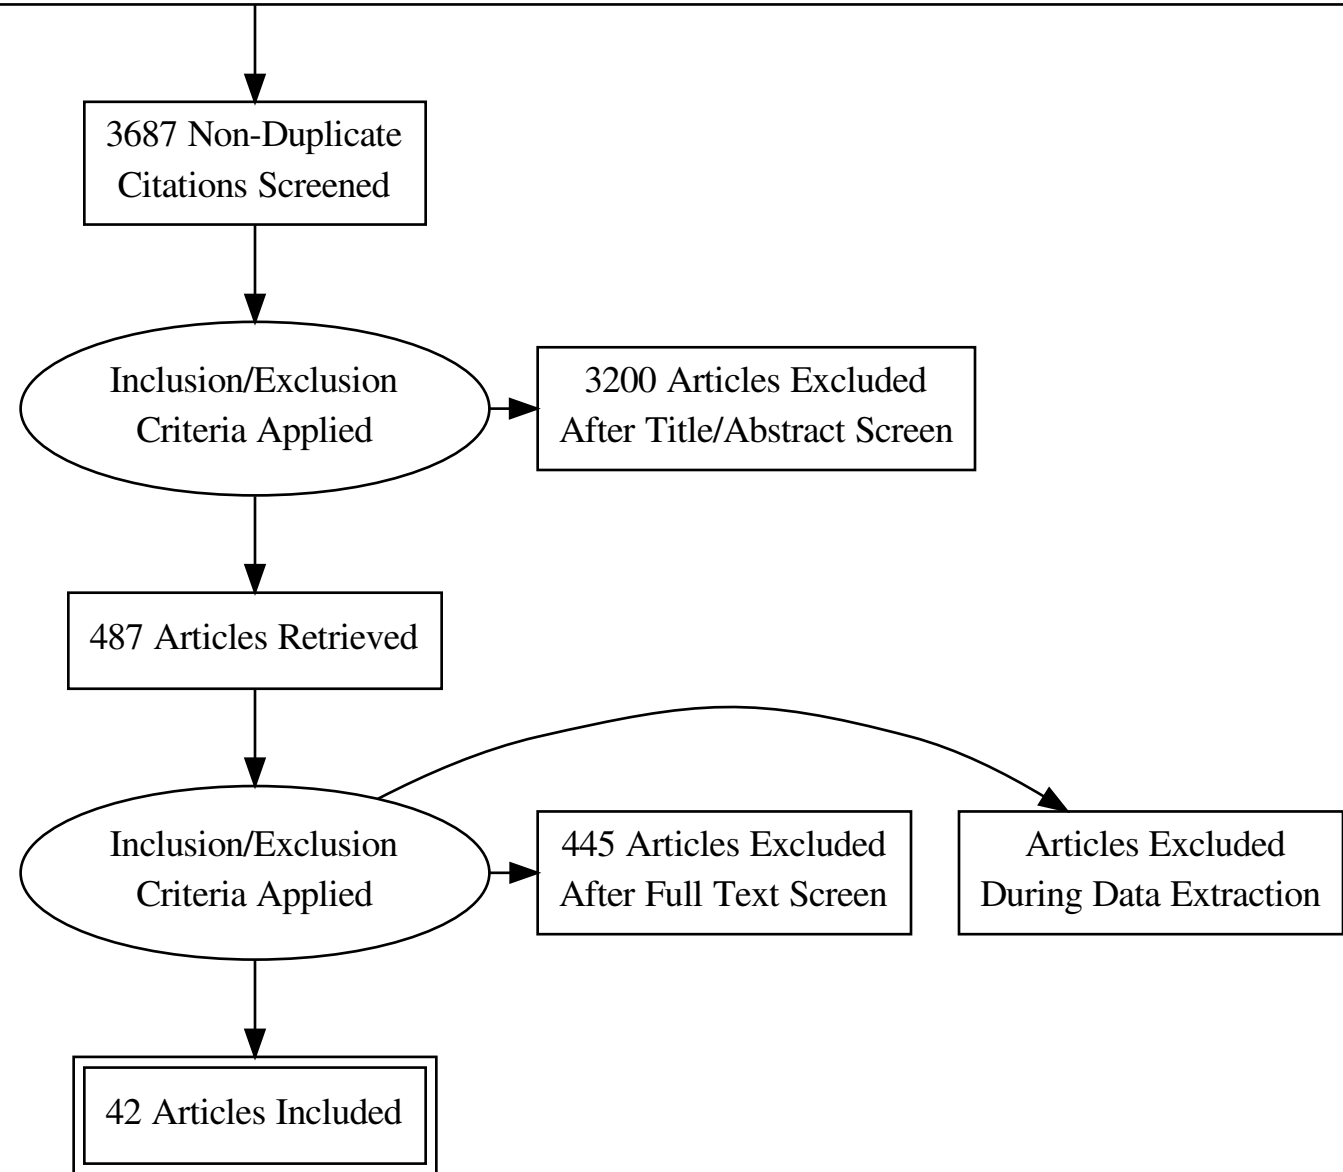 3687 Non-Duplicate
Citations Screened
Inclusion/Exclusion
Criteria Applied
3200 Articles Excluded
After Title/Abstract Screen
487 Articles Retrieved
Inclusion/Exclusion
Criteria Applied
445 Articles Excluded
After Full Text Screen
Articles Excluded
During Data Extraction
42 Articles Included